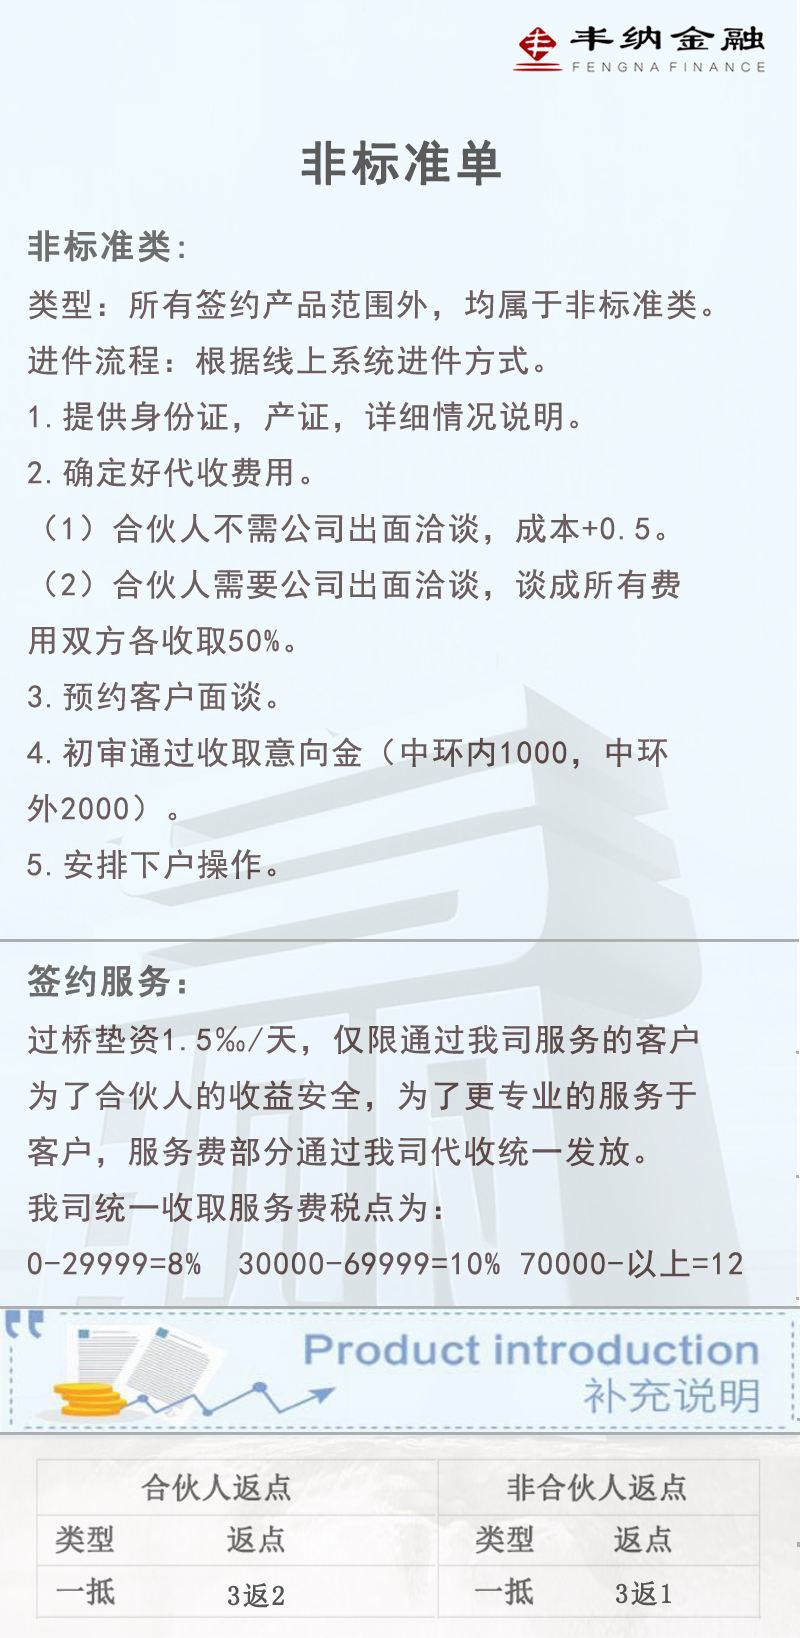 丰纳金融
FENGNA FINANCE
非标准单
非标准类:
类型：所有签约产品范围外，均属于非标准类。
进件流程：根据线上系统进件方式。
1.提供身份证，产证，详细情况说明。
2.确定好代收费用。
（1）合伙人不需公司出面洽谈，成本+0.5。
（2）合伙人需要公司出面洽谈，谈成所有费
用双方各收取50%。
3.预约客户面谈。
4.初审通过收取意向金（中环内1000，中环
外2000）。
5.安排下户操作。
签约服务：
过桥垫资1.5‰/天，仅限通过我司服务的客户
为了合伙人的收益安全，为了更专业的服务于
客户，服务费部分通过我司代收统一发放。
我司统一收取服务费税点为：
0-29999=8% 30000-69999=10% 70000-以上=12
Product introduction
补充说明
合伙人返点 非合伙人返点
类型 返点 类型 返点
一抵 3返2 一抵 3返1